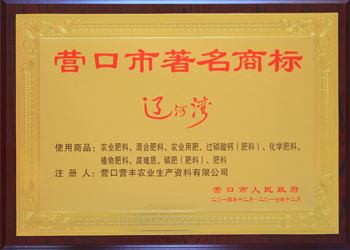 营口市著名商标
辽河湾
使用商品：农业肥料、混合肥料、农业用肥、过磷酸钙（肥料）、化学肥料、
植物肥料、腐殖质、磷肥（肥料）、肥料
注册人：营口营丰农业生产资料有限公司
营口市人民政府
二〇一四年十二月-二〇一七年十二月